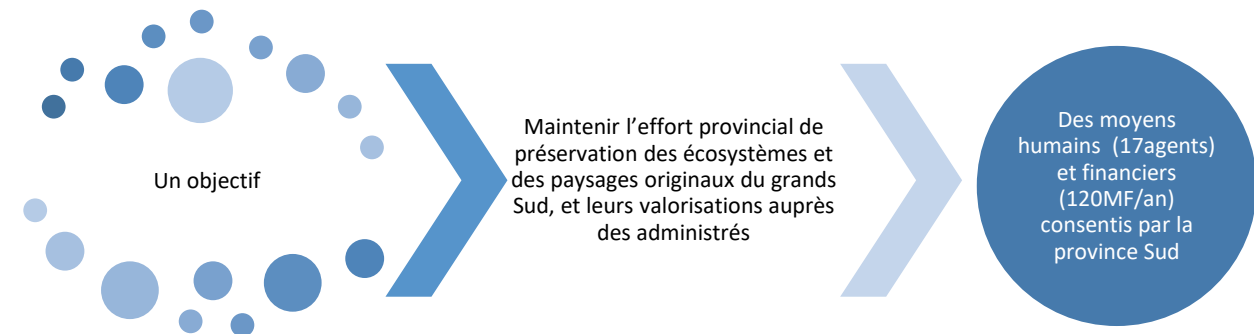 Un objectif
Maintenir l’effort provincial de
préservation des écosystèmes et
des paysages originaux du grands
Sud, et leurs valorisations auprès
des administrés
Des moyens
humains (17agents)
et financiers
(120MF/an)
consentis par la
province Sud